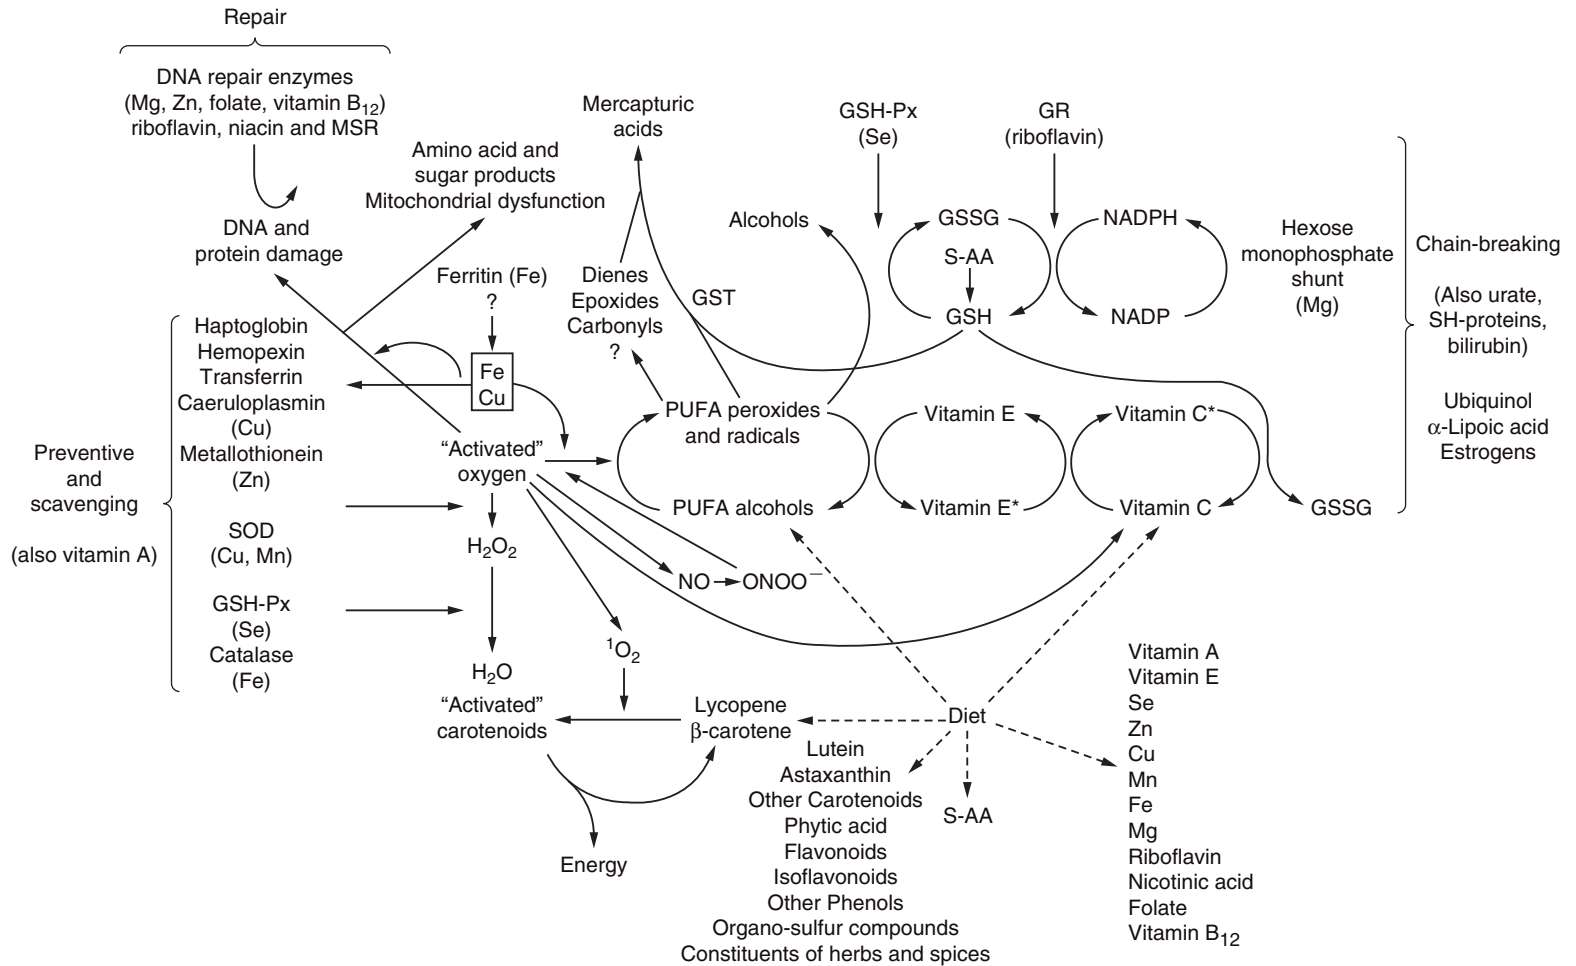 Repair
DNA repair enzymes
(Mg, Zn, folate, vitamin B12)
riboflavin, niacin and MSR
DNA and
protein damage
Amino acid and
sugar products
Mitochondrial dysfunction
Mercapturic
acids
GSH-Px
(Se)
GR
(riboflavin)
Alcohols
GSSG
S-AA
GSH
NADPH
NADP
Hexose
monophosphate
shunt
(Mg)
Chain-breaking
(Also urate,
SH-proteins,
bilirubin)
Ubiquinol
α-Lipoic acid
Estrogens
Ferritin (Fe)
?
Fe
Cu
Dienes
Epoxides
Carbonyls
?
GST
Preventive
and
scavenging
(also vitamin A)
Haptoglobin
Hemopexin
Transferrin
Caeruloplasmin
(Cu)
Metallothionein
(Zn)
SOD
(Cu, Mn)
GSH-Px
(Se)
Catalase
(Fe)
“Activated”
oxygen
PUFA peroxides
and radicals
PUFA alcohols
Vitamin E
Vitamin E*
Vitamin C*
Vitamin C
GSSG
H2O2
H2O
NO
ONOO−
1O2
“Activated”
carotenoids
Energy
Lycopene
β-carotene
Diet
Lutein
Astaxanthin
Other Carotenoids
Phytic acid
Flavonoids
Isoflavonoids
Other Phenols
Organo-sulfur compounds
Constituents of herbs and spices
S-AA
Vitamin A
Vitamin E
Se
Zn
Cu
Mn
Fe
Mg
Riboflavin
Nicotinic acid
Folate
Vitamin B12